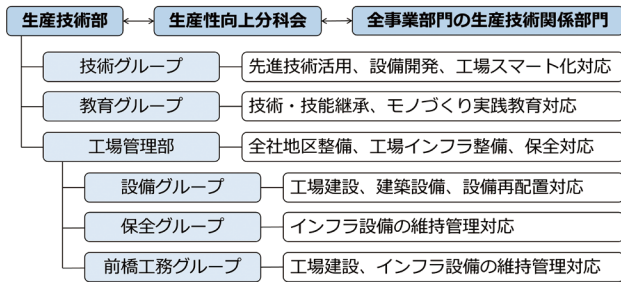 生産技術部 生産性向上分科会 全事業部門の生産技術関係部門
技術グループ 先進技術活用、設備開発、工場スマート化対応
教育グループ 技術・技能継承、モノづくり実践教育対応
工場管理部 全社地区整備、工場インフラ整備、保全対応
設備グループ 工場建設、建築設備、設備再配置対応
保全グループ インフラ設備の維持管理対応
前橋工務グループ 工場建設、インフラ設備の維持管理対応